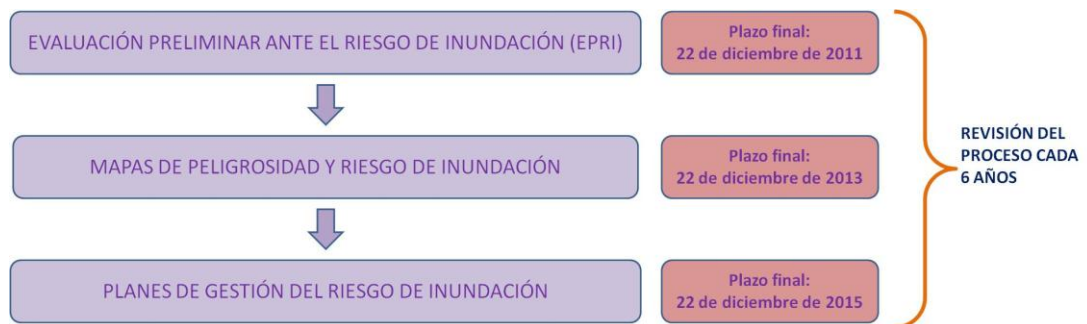 EVALUACIÓN PRELIMINAR ANTE EL RIESGO DE INUNDACIÓN (EPRI)
Plazo final:
22 de diciembre de 2011
MAPAS DE PELIGROSIDAD Y RIESGO DE INUNDACIÓN
Plazo final:
22 de diciembre de 2013
PLANES DE GESTIÓN DEL RIESGO DE INUNDACIÓN
Plazo final:
22 de diciembre de 2015
REVISIÓN DEL
PROCESO CADA
6 AÑOS